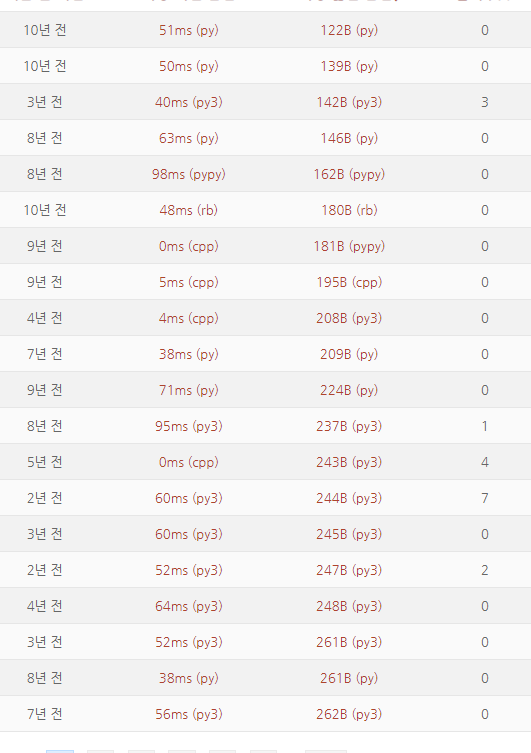 10년 전 51ms (py) 122B (py) 0
10년 전 50ms (py) 139B (py) 0
3년 전 40ms (py3) 142B (py3) 3
8년 전 63ms (py) 146B (py) 0
8년 전 98ms (pypy) 162B (pypy) 0
10년 전 48ms (rb) 180B (rb) 0
9년 전 0ms (cpp) 181B (pypy) 0
9년 전 5ms (cpp) 195B (cpp) 0
4년 전 4ms (cpp) 208B (py3) 0
7년 전 38ms (py) 209B (py) 0
9년 전 71ms (py) 224B (py) 0
8년 전 95ms (py3) 237B (py3) 1
5년 전 0ms (cpp) 243B (py3) 4
2년 전 60ms (py3) 244B (py3) 7
3년 전 60ms (py3) 245B (py3) 0
2년 전 52ms (py3) 247B (py3) 2
4년 전 64ms (py3) 248B (py3) 0
3년 전 52ms (py3) 261B (py3) 0
8년 전 38ms (py) 261B (py) 0
7년 전 56ms (py3) 262B (py3) 0